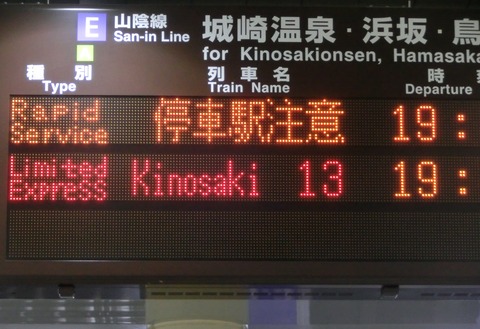 E 山陰線 城崎温泉・浜坂・鳥
San-in Line for Kinosakionsen, Hamasaka
A
種別 列車名 時
Type Train Name Departure
Rapid Service 停車駅注意 19:
Limited EXPRESS Kinosaki 13 19: